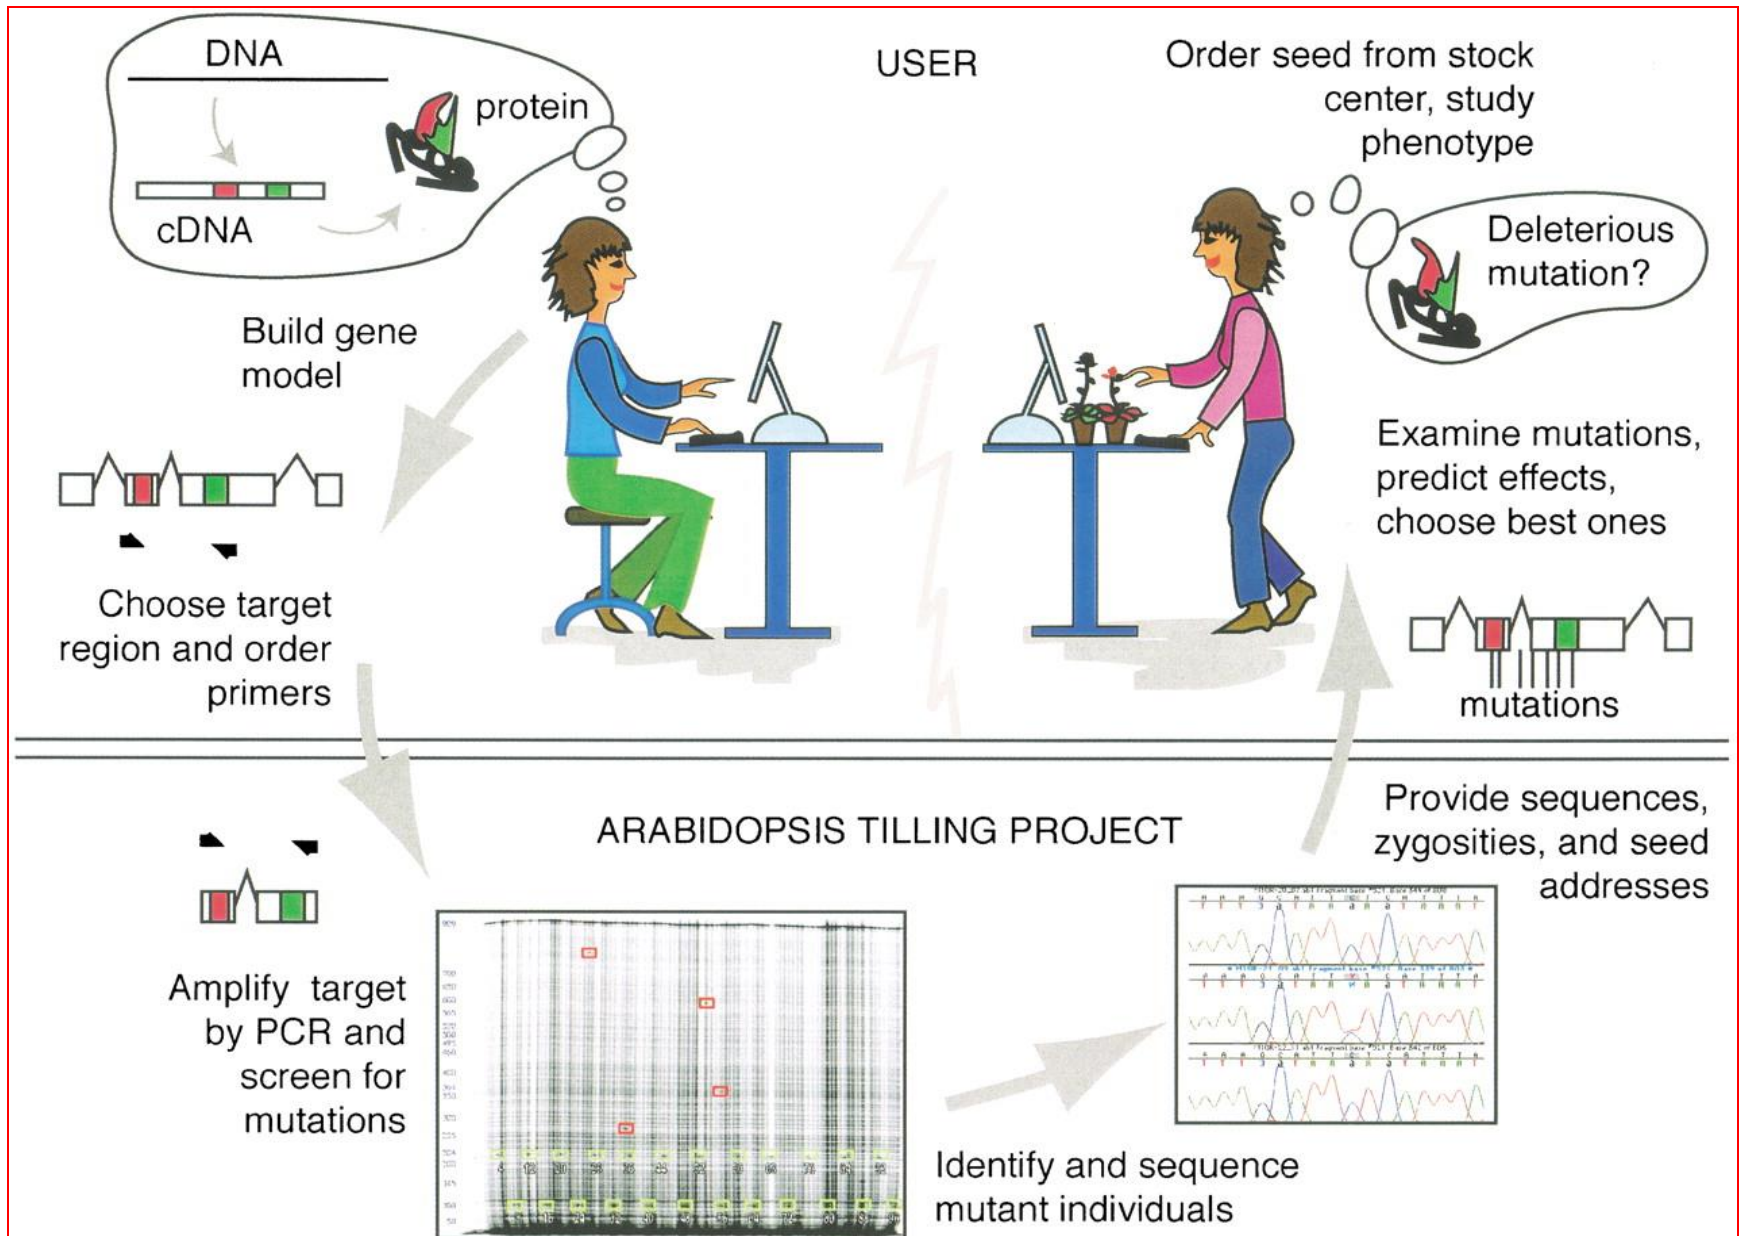 DNA
protein
cDNA
USER
Order seed from stock
center, study
phenotype
Deleterious
mutation?
Build gene
model
Choose target
region and order
primers
Examine mutations,
predict effects,
choose best ones
mutations
ARABIDOPSIS TILLING PROJECT
Provide sequences,
zygosities, and seed
addresses
Amplify target
by PCR and
screen for
mutations
Identify and sequence
mutant individuals